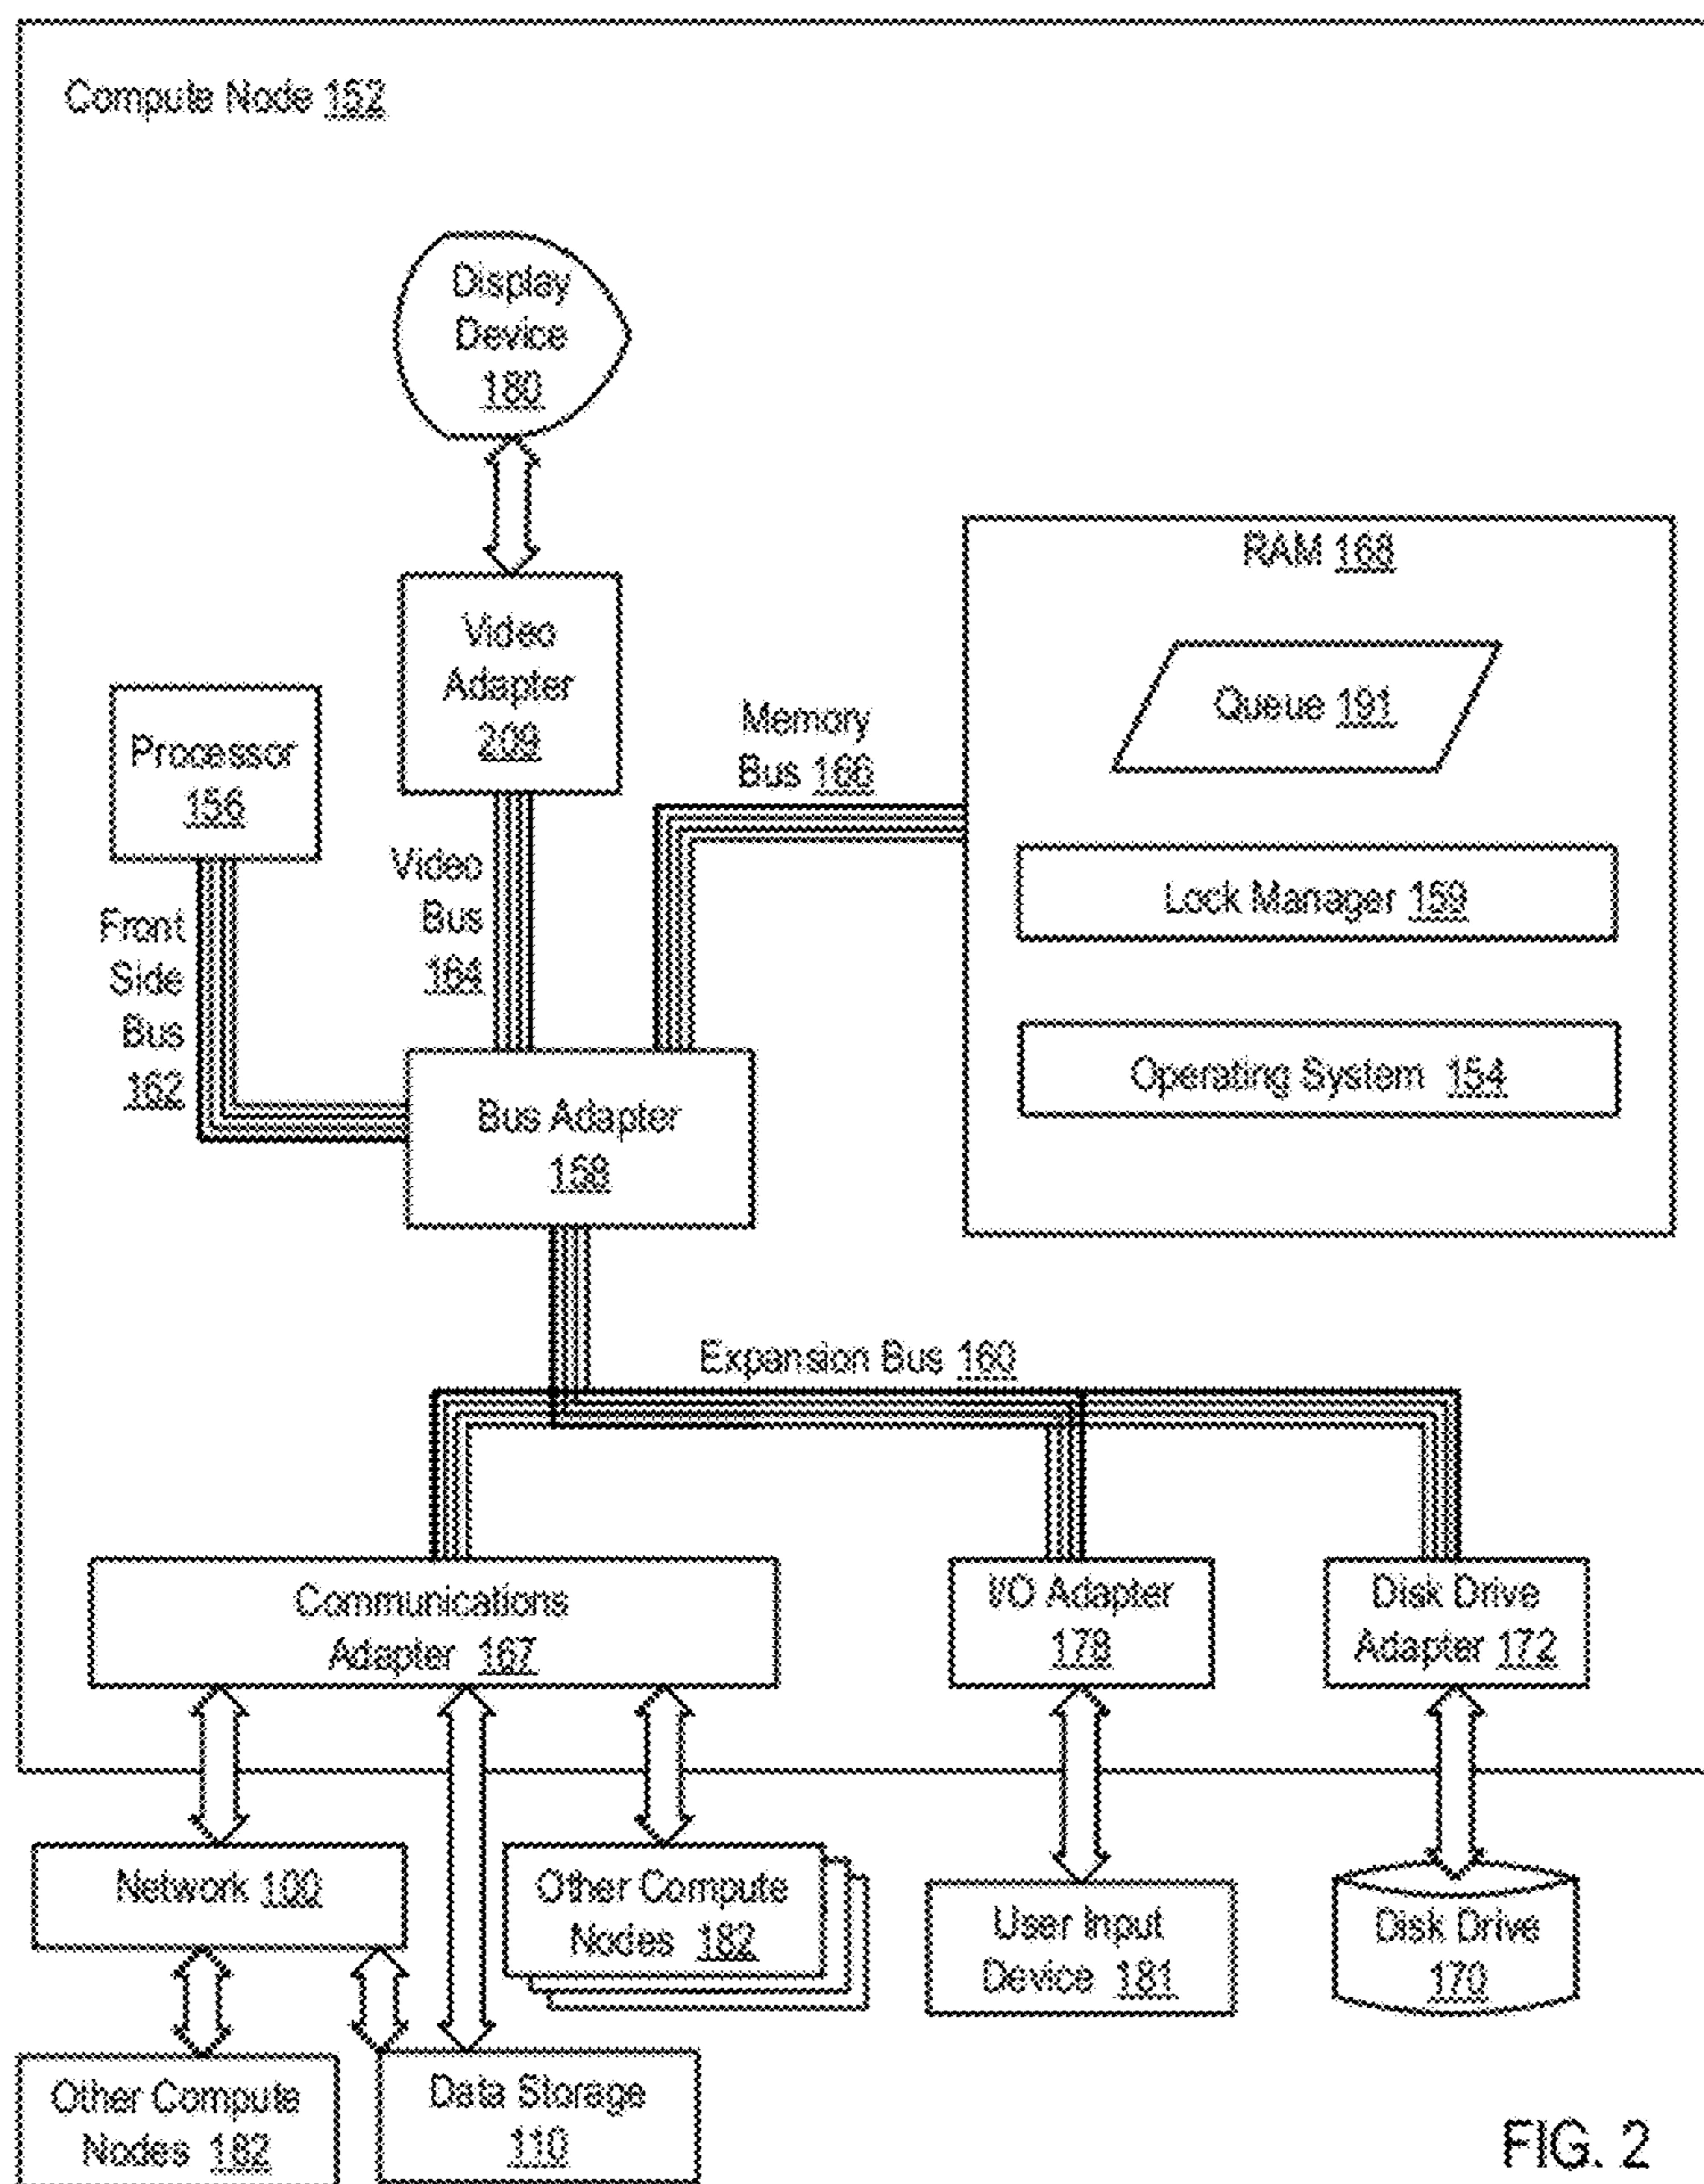 Compute Node 152
Display
Device
180
Video
Adapter
209
Processor
156
Memory
Bus 166
RAM 168
Queue 191
Lock Manager 159
Operating System 154
Video
Bus
164
Front
Side
Bus
162
Bus Adapter
158
Expansion Bus 160
Communications
Adapter 167
I/O Adapter
178
Disk Drive
Adapter 172
Network 100
Other Compute
Nodes 182
User Input
Device 181
Disk Drive
170
Other Compute
Nodes 182
Data Storage
110
FIG. 2